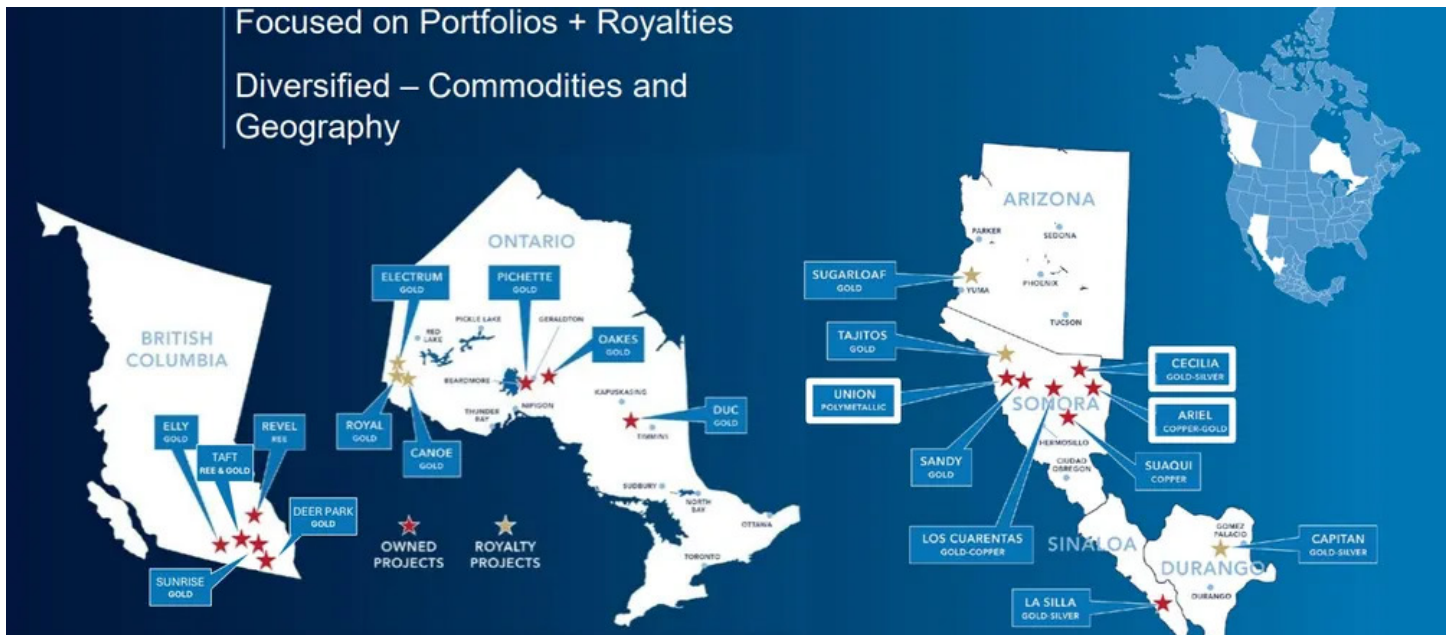 Focused on Portfolios + Royalties
Diversified – Commodities and
Geography
BRITISH
COLUMBIA
ELLY
GOLD
TAFT
REE & GOLD
REVEL
REE
DEER PARK
GOLD
SUNRISE
GOLD
ONTARIO
ELECTRUM
GOLD
PICHETTE
GOLD
PICKLE LAKE
GERALDTON
RED
LAKE
OAKES
GOLD
BEARDMORE
KAPUSKASING
NIPIGON
THUNDER
BAY
ROYAL
GOLD
CANOE
GOLD
DUC
GOLD
TIMMINS
SUDBURY
NORTH
BAY
OTTAWA
TORONTO
OWNED
PROJECTS
ROYALTY
PROJECTS
ARIZONA
PARKER
SEDONA
SUGARLOAF
GOLD
YUMA
PHOENIX
TUCSON
TAJITOS
GOLD
CECILIA
GOLD-SILVER
UNION
POLYMETALLIC
SONORA
ARIEL
COPPER-GOLD
HERMOSILLO
SANDY
GOLD
CIUDAD
OBREGON
SUAQUI
COPPER
LOS CUARENTAS
GOLD-COPPER
SINALOA
GOMEZ
PALACIO
CAPITAN
GOLD-SILVER
DURANGO
DURANGO
LA SILLA
GOLD-SILVER